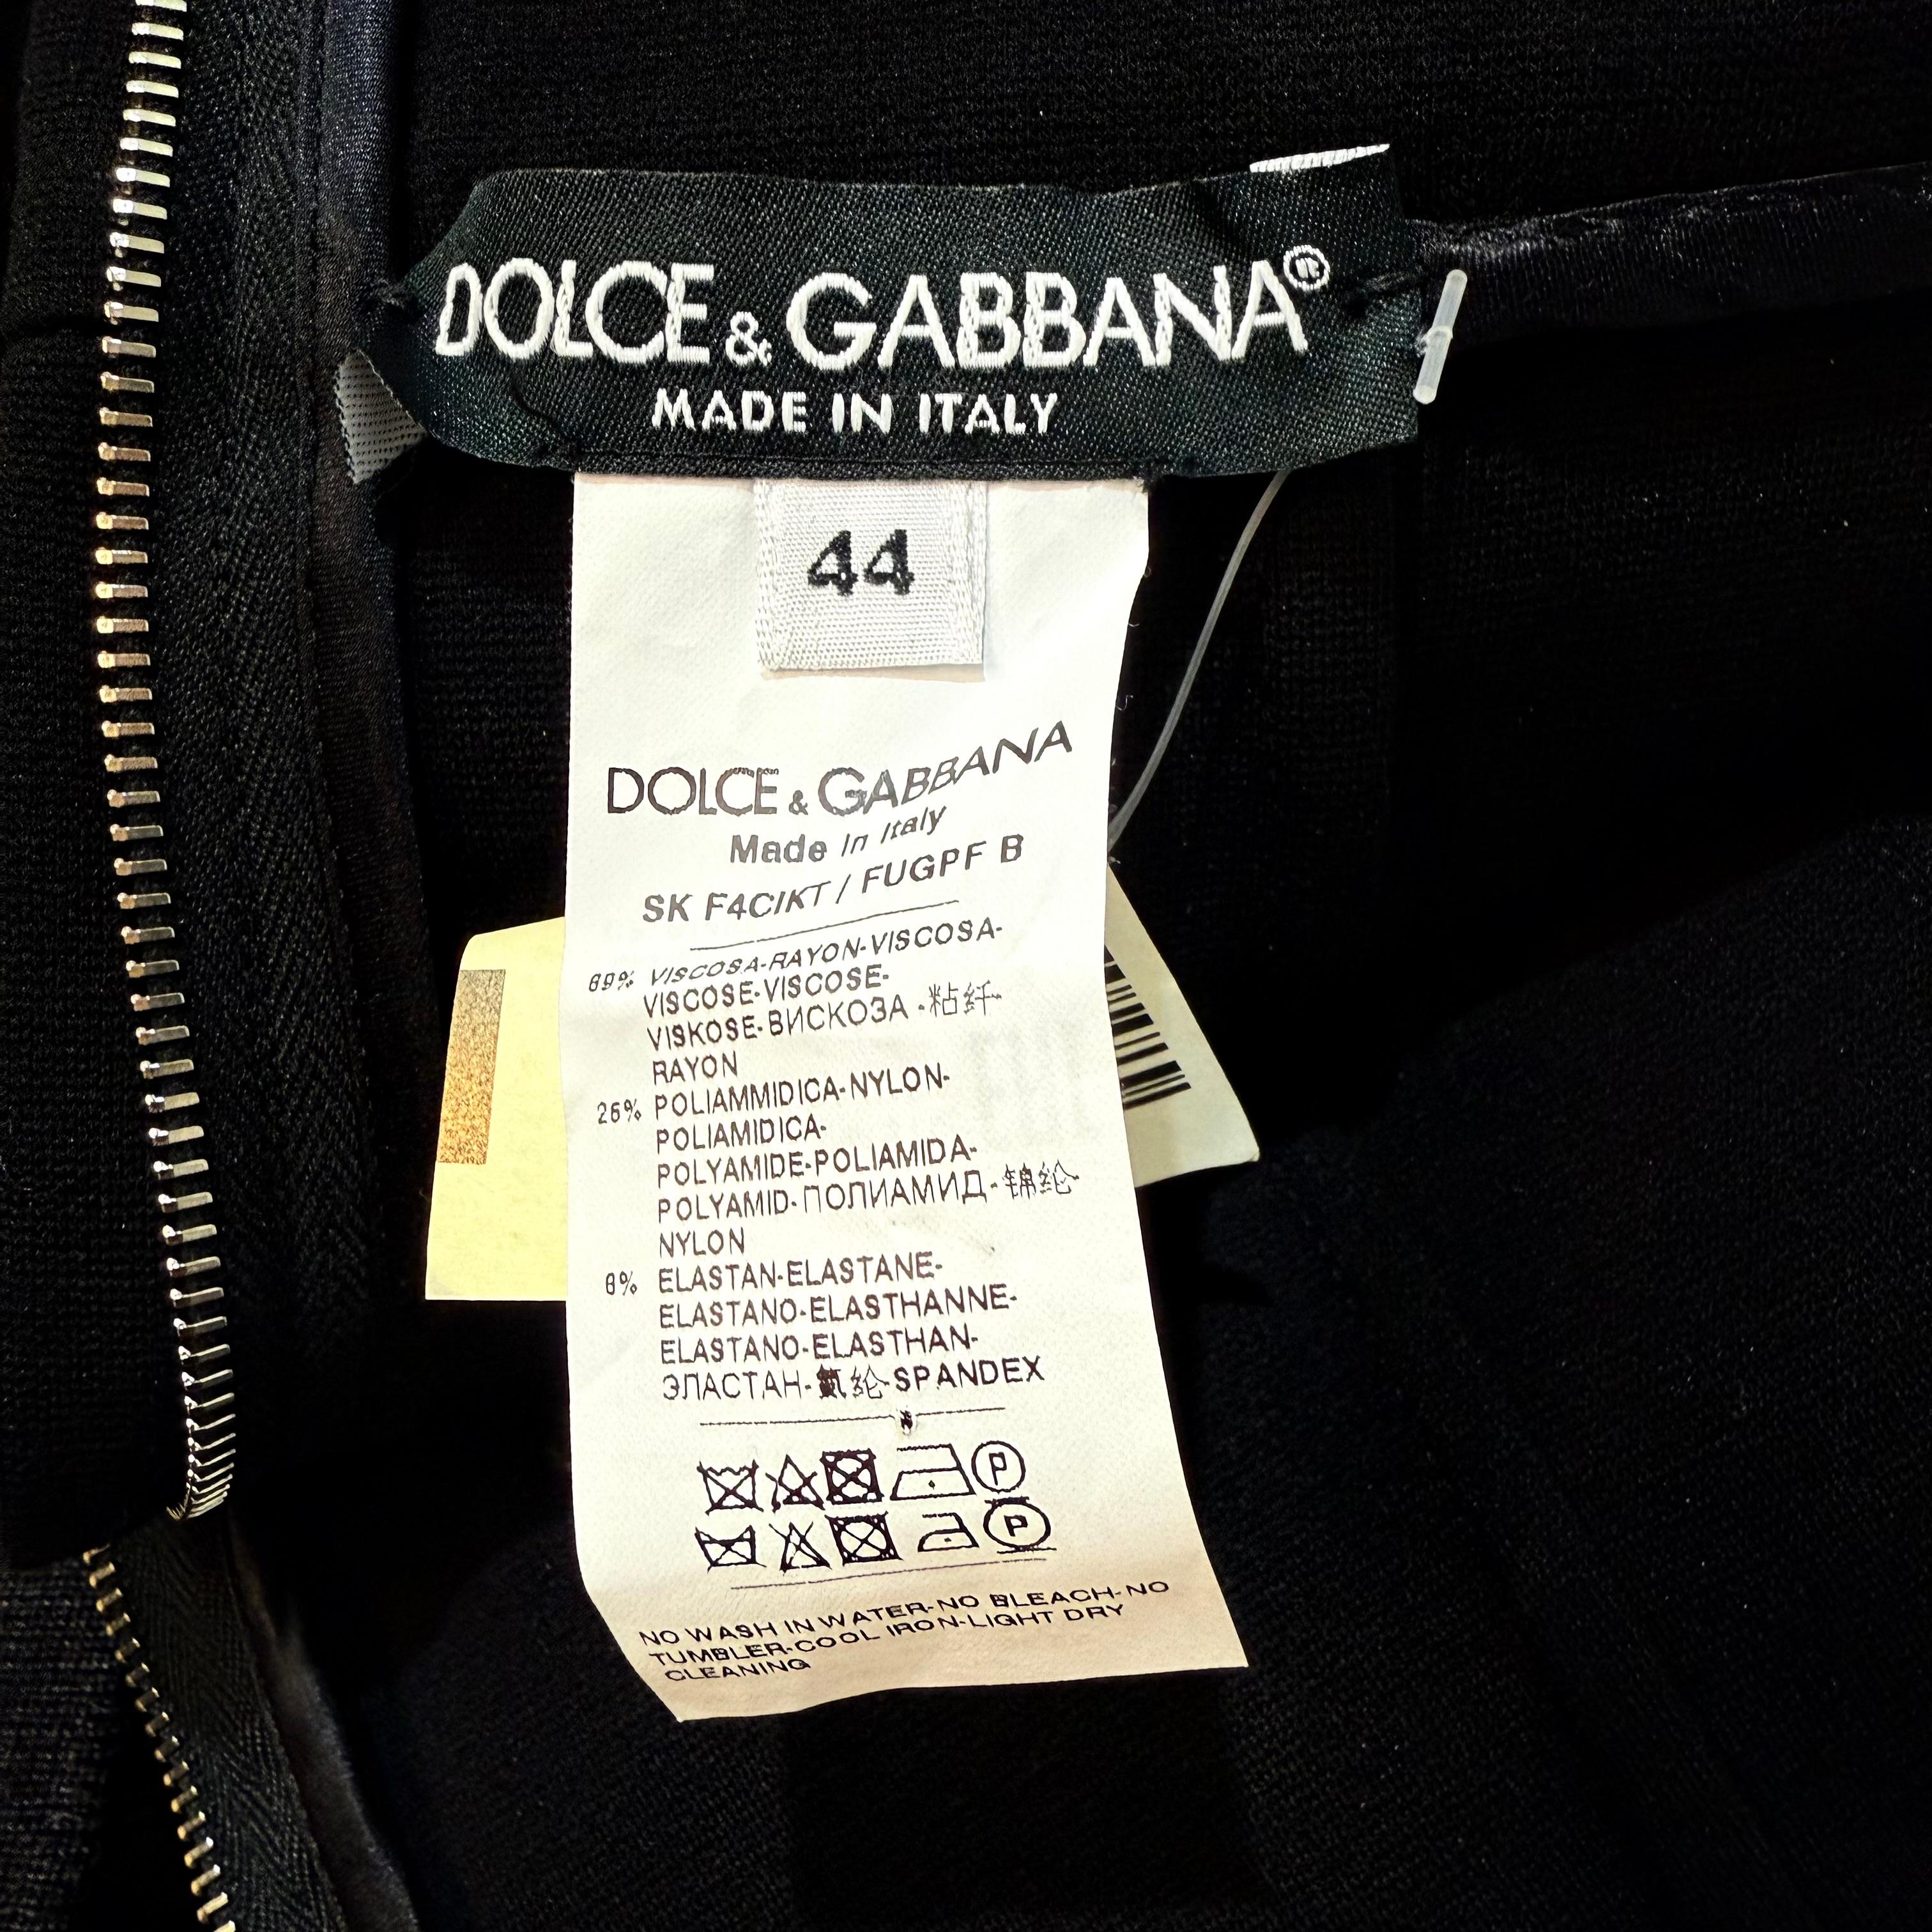 DOLCE & GABBANA®
MADE IN ITALY
44
DOLCE & GABBANA
Made in Italy
SK F4CIKT / FUGPF B
69% VISCOSA-RAYON-VISCOSA-
VISCOSE-VISCOSE-
VISKOSE-ВИСКОЗА-粘纤-
RAYON
POLIAMMIDICA-NYLON-
POLIAMIDICA-
POLYAMIDE-POLIAMIDA-
POLYAMID-ПОЛИАМИД-锦纶-
NYLON
ELASTAN-ELASTANE-
ELASTANO-ELASTHANNE-
ELASTANO-ELASTHAN-
ЭЛАСТАН-氨纶-SPANDEX
P
P
NO WASH IN WATER-NO BLEACH-NO
TUMBLER-COOL IRON-LIGHT DRY
CLEANING